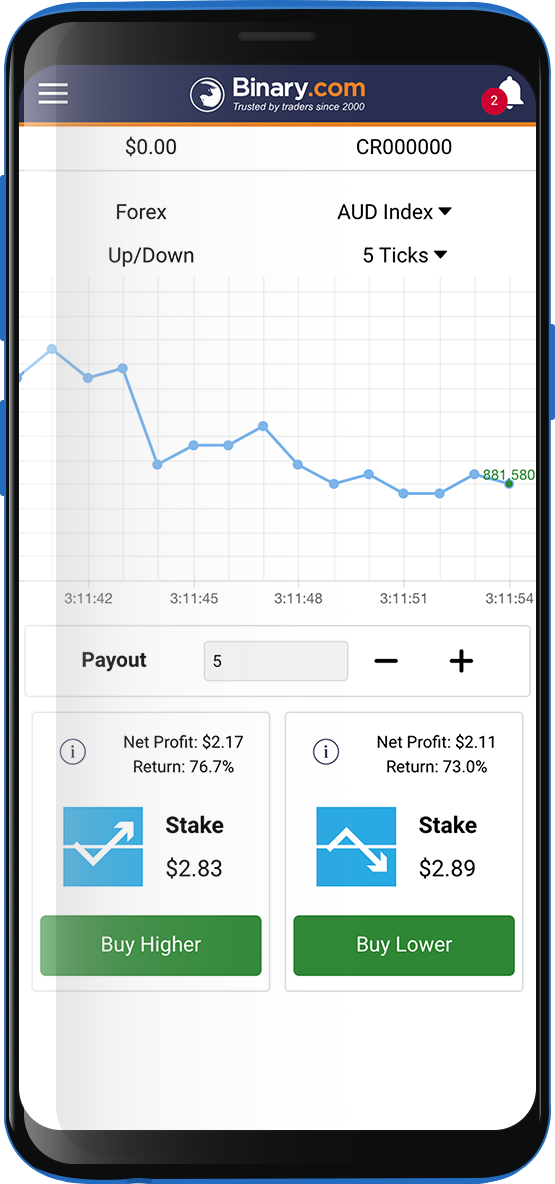 Binary.com
Trusted by traders since 2000
2
$0.00 CR000000
Forex AUD Index
Up/Down 5 Ticks
881.580
3:11:42 3:11:45 3:11:48 3:11:51 3:11:54
Payout 5
Net Profit: $2.17
Return: 76.7%
Stake
$2.83
Buy Higher
Net Profit: $2.11
Return: 73.0%
Stake
$2.89
Buy Lower